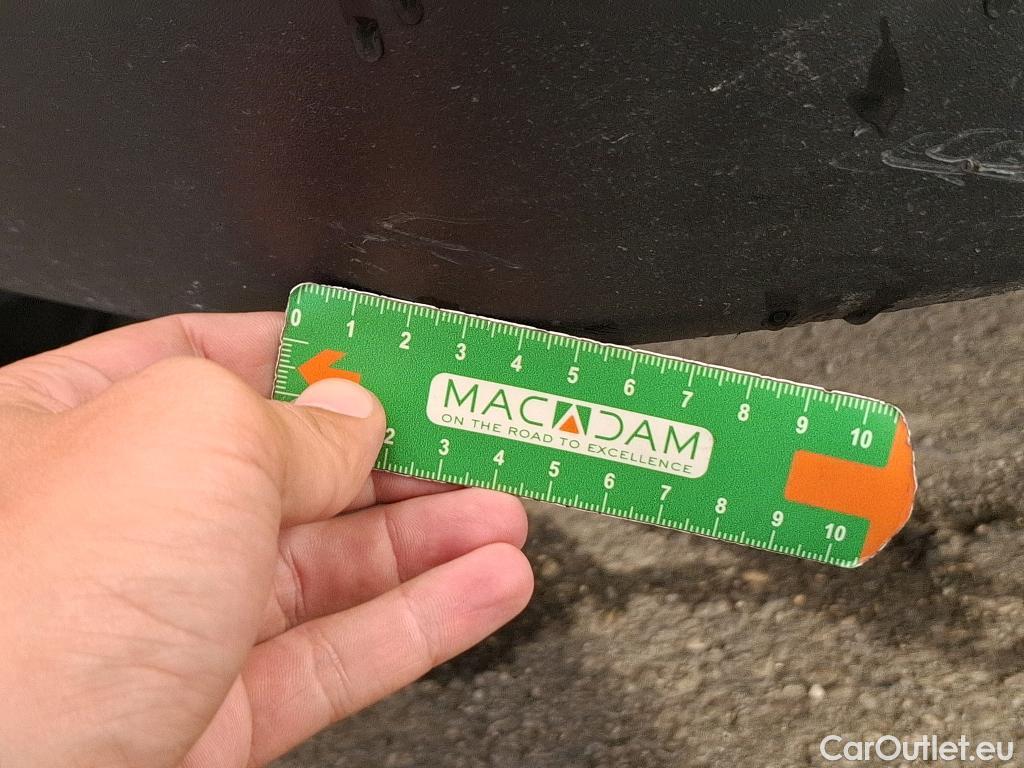 0 1 2 3 4 5 6 7 8 9 10
MACADAM
ON THE ROAD TO EXCELLENCE
2 3 4 5 6 7 8 9 10
CarOutlet.eu